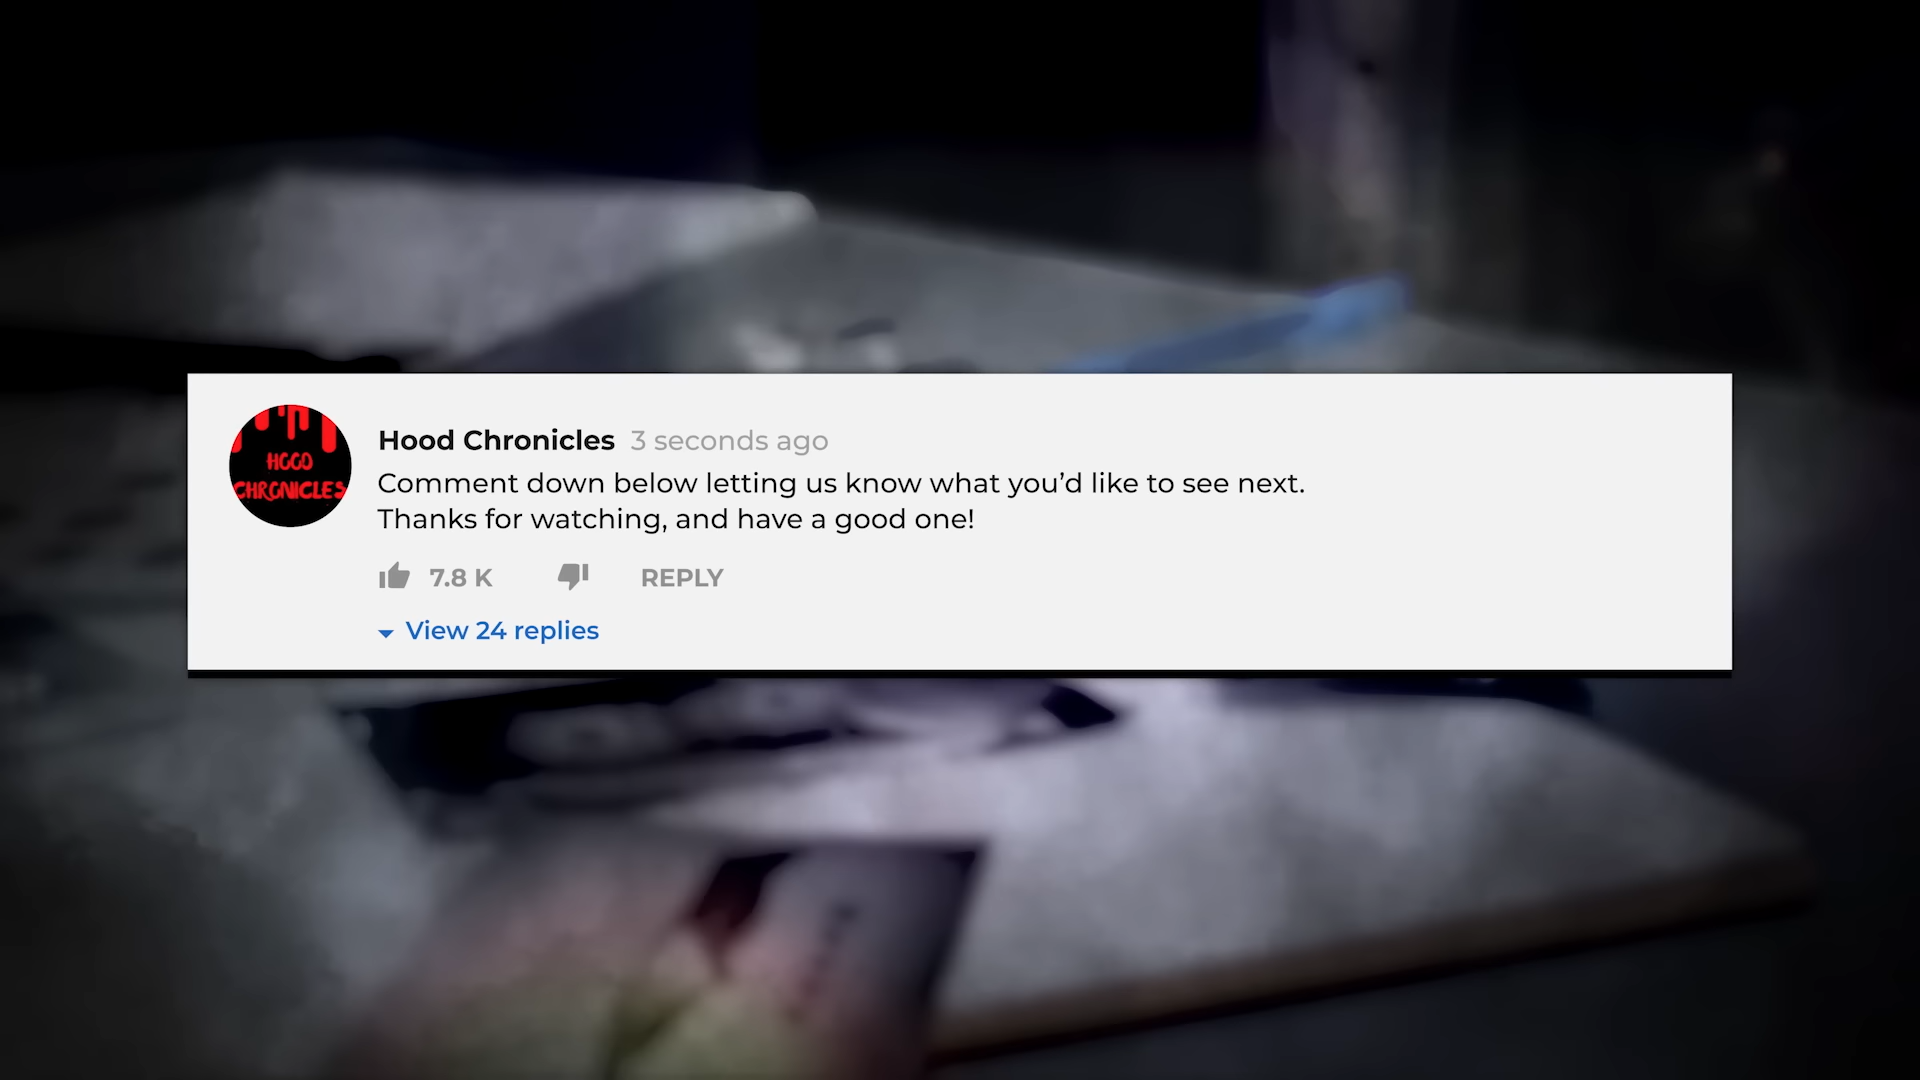 HOOD
CHRONICLES
Hood Chronicles 3 seconds ago
Comment down below letting us know what you’d like to see next.
Thanks for watching, and have a good one!
7.8 K REPLY
View 24 replies